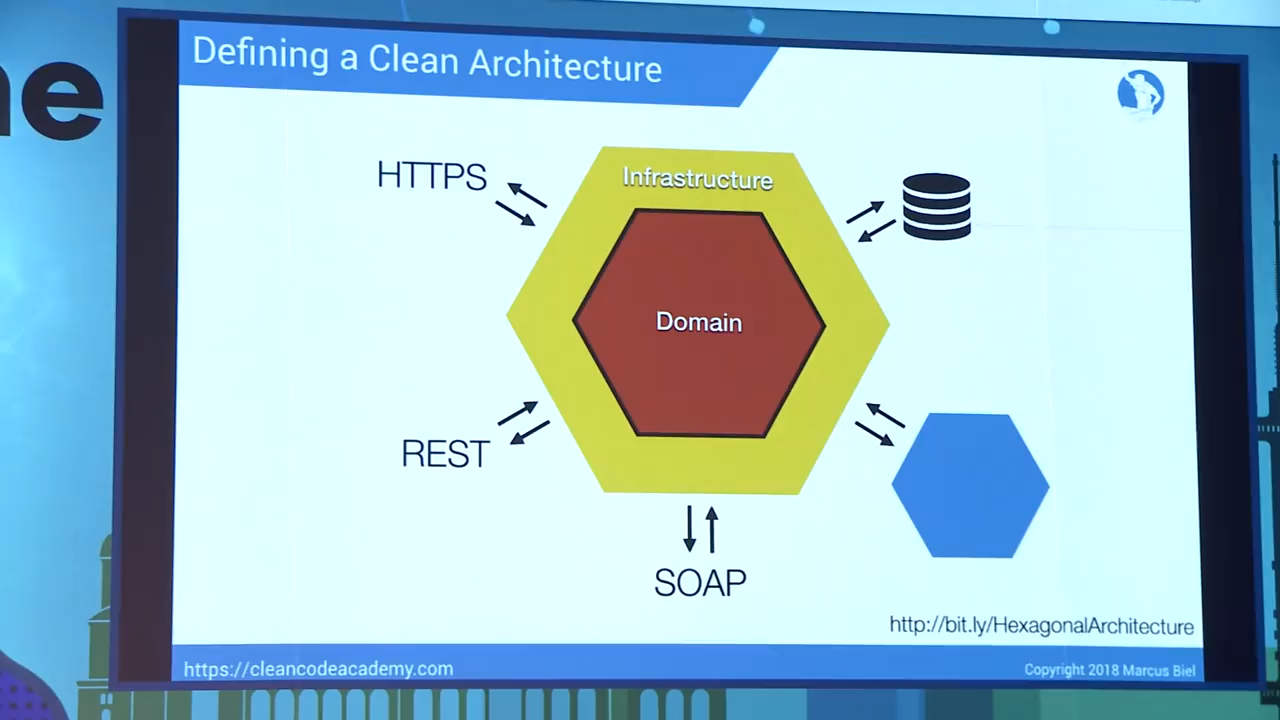 Defining a Clean Architecture
HTTPS
Infrastructure
Domain
REST
SOAP
http://bit.ly/HexagonalArchitecture
https://cleancodeacademy.com
Copyright 2018 Marcus Biel